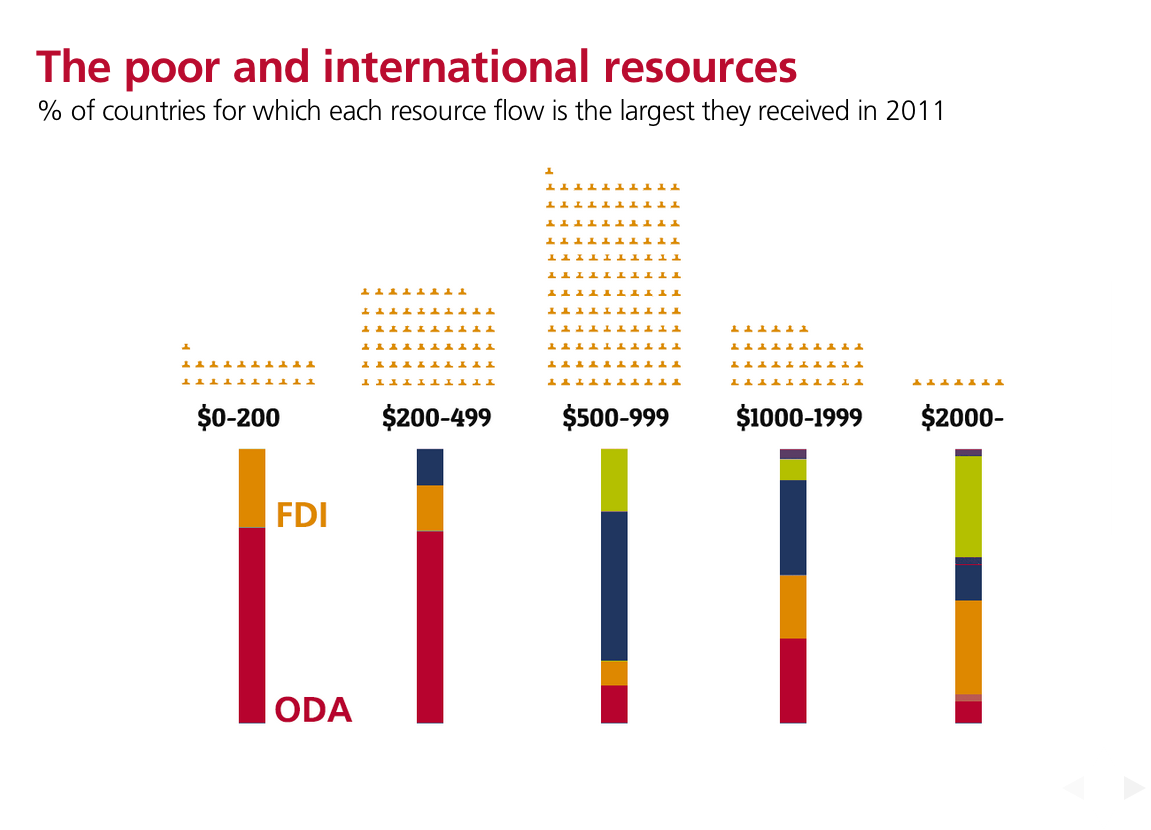 The poor and international resources
% of countries for which each resource flow is the largest they received in 2011
$0-200
$200-499
$500-999
$1000-1999
$2000-
FDI
ODA